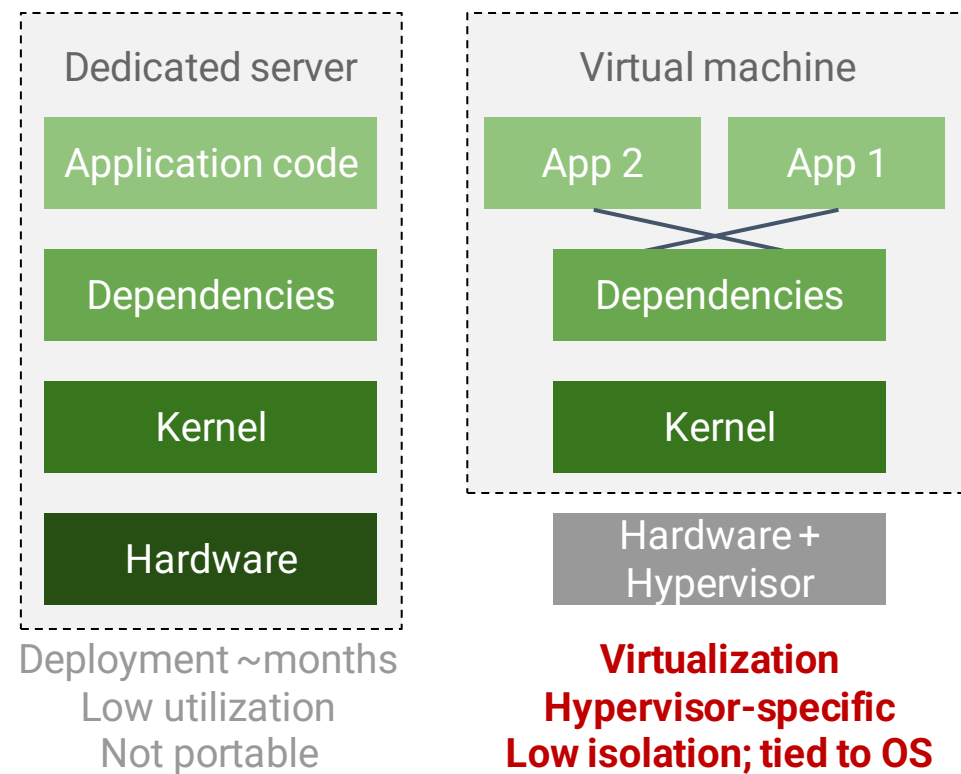 Dedicated server
Application code
Dependencies
Kernel
Hardware
Deployment ~months
Low utilization
Not portable
Virtual machine
App 2
App 1
Dependencies
Kernel
Hardware +
Hypervisor
Virtualization
Hypervisor-specific
Low isolation; tied to OS